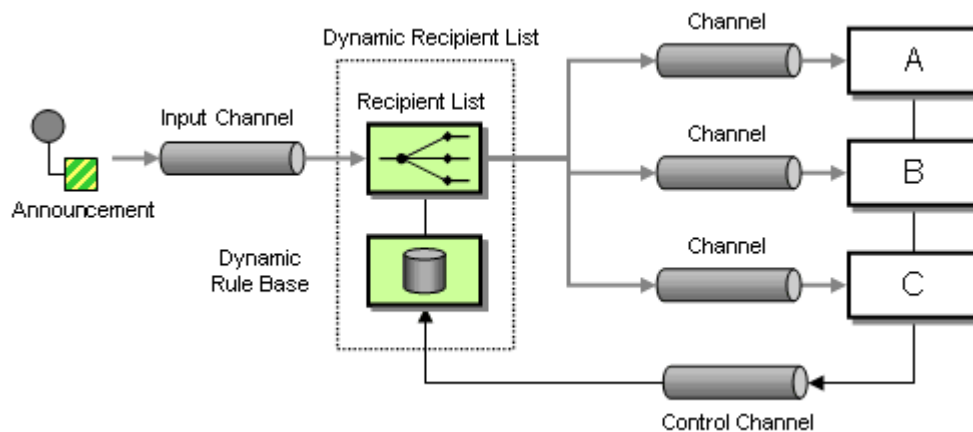 Dynamic Recipient List
Channel
A
Input Channel
Recipient List
Announcement
Channel
B
Dynamic
Rule Base
Channel
C
Control Channel